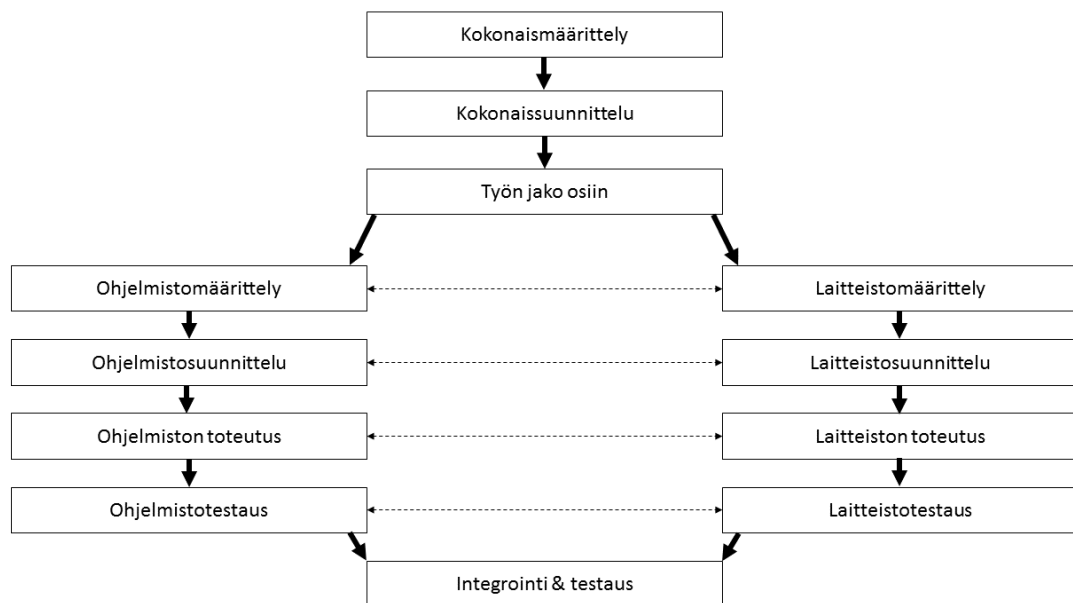 Kokonaismäärittely
Kokonaissuunnittelu
Työn jako osiin
Ohjelmistomäärittely
Laitteistomäärittely
Ohjelmistosuunnittelu
Laitteistosuunnittelu
Ohjelmiston toteutus
Laitteiston toteutus
Ohjelmistotestaus
Laitteistotestaus
Integrointi & testaus